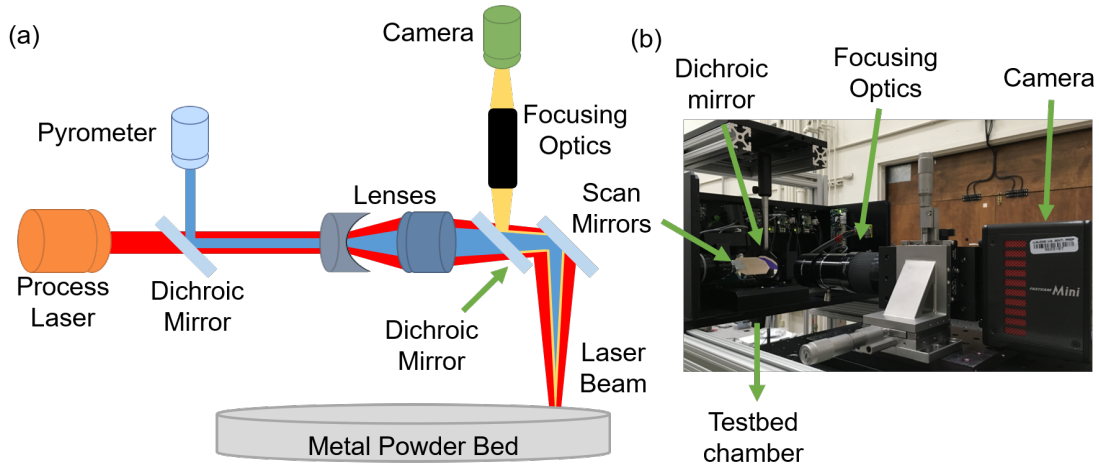 (a)
Camera
Pyrometer
Focusing
Optics
Lenses
Scan
Mirrors
Process
Laser
Dichroic
Mirror
Dichroic
Mirror
Laser
Beam
Metal Powder Bed
(b)
Dichroic
mirror
Focusing
Optics
Camera
Mini
Testbed
chamber